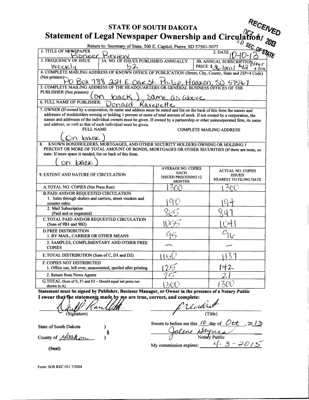 RECEIVED
STATE OF SOUTH DAKOTA
Statement of Legal Newspaper Ownership and Circulation
S.D. SEC. OF STATE
Return to: Secretary of State, 500 E. Capitol, Pierre, SD 57501-5077
1. TITLE OF NEWSPAPER
Pioneer Review
2. DATE
10-10-13
3. FREQUENCY OF ISSUE
Weekly
3A. NO. OF ISSUES PUBLISHED ANNUALLY
52
3B. ANNUAL SUBSCRIPTION PRICE
4. COMPLETE MAILING ADDRESS OF KNOWN OFFICE OF PUBLICATION (Street, City, County, State and ZIP+4 Code) (Not printers)
PO Box 788 221 E Oak St Philip, Haakon, SD 57567
5. COMPLETE MAILING ADDRESS OF THE HEADQUARTERS OR GENERAL BUSINESS OFFICES OF THE PUBLISHER (Not printer)
(on back) same as above
6. FULL NAME OF PUBLISHER:
Donald Ravellette
7. OWNER (If owned by a corporation, its name and address must be stated and list on the back of this form the names and addresses of stockholders owning or holding 1 percent or more of total amount of stock. If not owned by a corporation, the names and addresses of the individual owners must be given. If owned by a partnership or other unincorporated firm, its name and address, as well as that of each individual must be given.
FULL NAME COMPLETE MAILING ADDRESS
(on back)
8. KNOWN BONDHOLDERS, MORTGAGEES, AND OTHER SECURITY HOLDERS OWNING OR HOLDING 1 PERCENT OR MORE OF TOTAL AMOUNT OF BONDS, MORTGAGES OR OTHER SECURITIES (If there are none, so state. If more space is needed, list on back of this form.
(on back)
9. EXTENT AND NATURE OF CIRCULATION
AVERAGE NO. COPIES EACH ISSUED PRECEDING 12 MONTHS
ACTUAL NO. COPIES ISSUED NEAREST TO FILING DATE
A. TOTAL NO. COPIES (Net Press Run) 1300 1300
B. PAID AND/OR REQUESTED CIRCULATION
1. Sales through dealers and carriers, street vendors and counter sales. 190 194
2. Mail Subscription (Paid and or requested) 865 847
C. TOTAL PAID AND/OR REQUESTED CIRCULATION (Sum of 9B1 and 9B2) 1055 1041
D. FREE DISTRIBUTION
1. BY MAIL, CARRIER OR OTHER MEANS 95 96
2. SAMPLES, COMPLIMENTARY AND OTHER FREE COPIES
E. TOTAL DISTRIBUTION (Sum of C, D1 and D2) 1150 1137
F. COPIES NOT DISTRIBUTED
1. Office use, left over, unaccounted, spoiled after printing 125 142
2. Return from News Agents 25 21
G. TOTAL (Sum of E, F1 and F2 - Should equal net press run shown in A) 1300 1300
Statement must be signed by Publisher, Business Manager, or Owner in the presence of a Notary Public
I swear that the statements made by me are true, correct, and complete:
President
(Signature) (Title)
State of South Dakota )
) §
County of Haakon )
Sworn to before me this 10 day of Oct, 2013
Notary Public
(Seal)
My commission expires: 4-3-2015
Form: SOS REC 051 7/2004